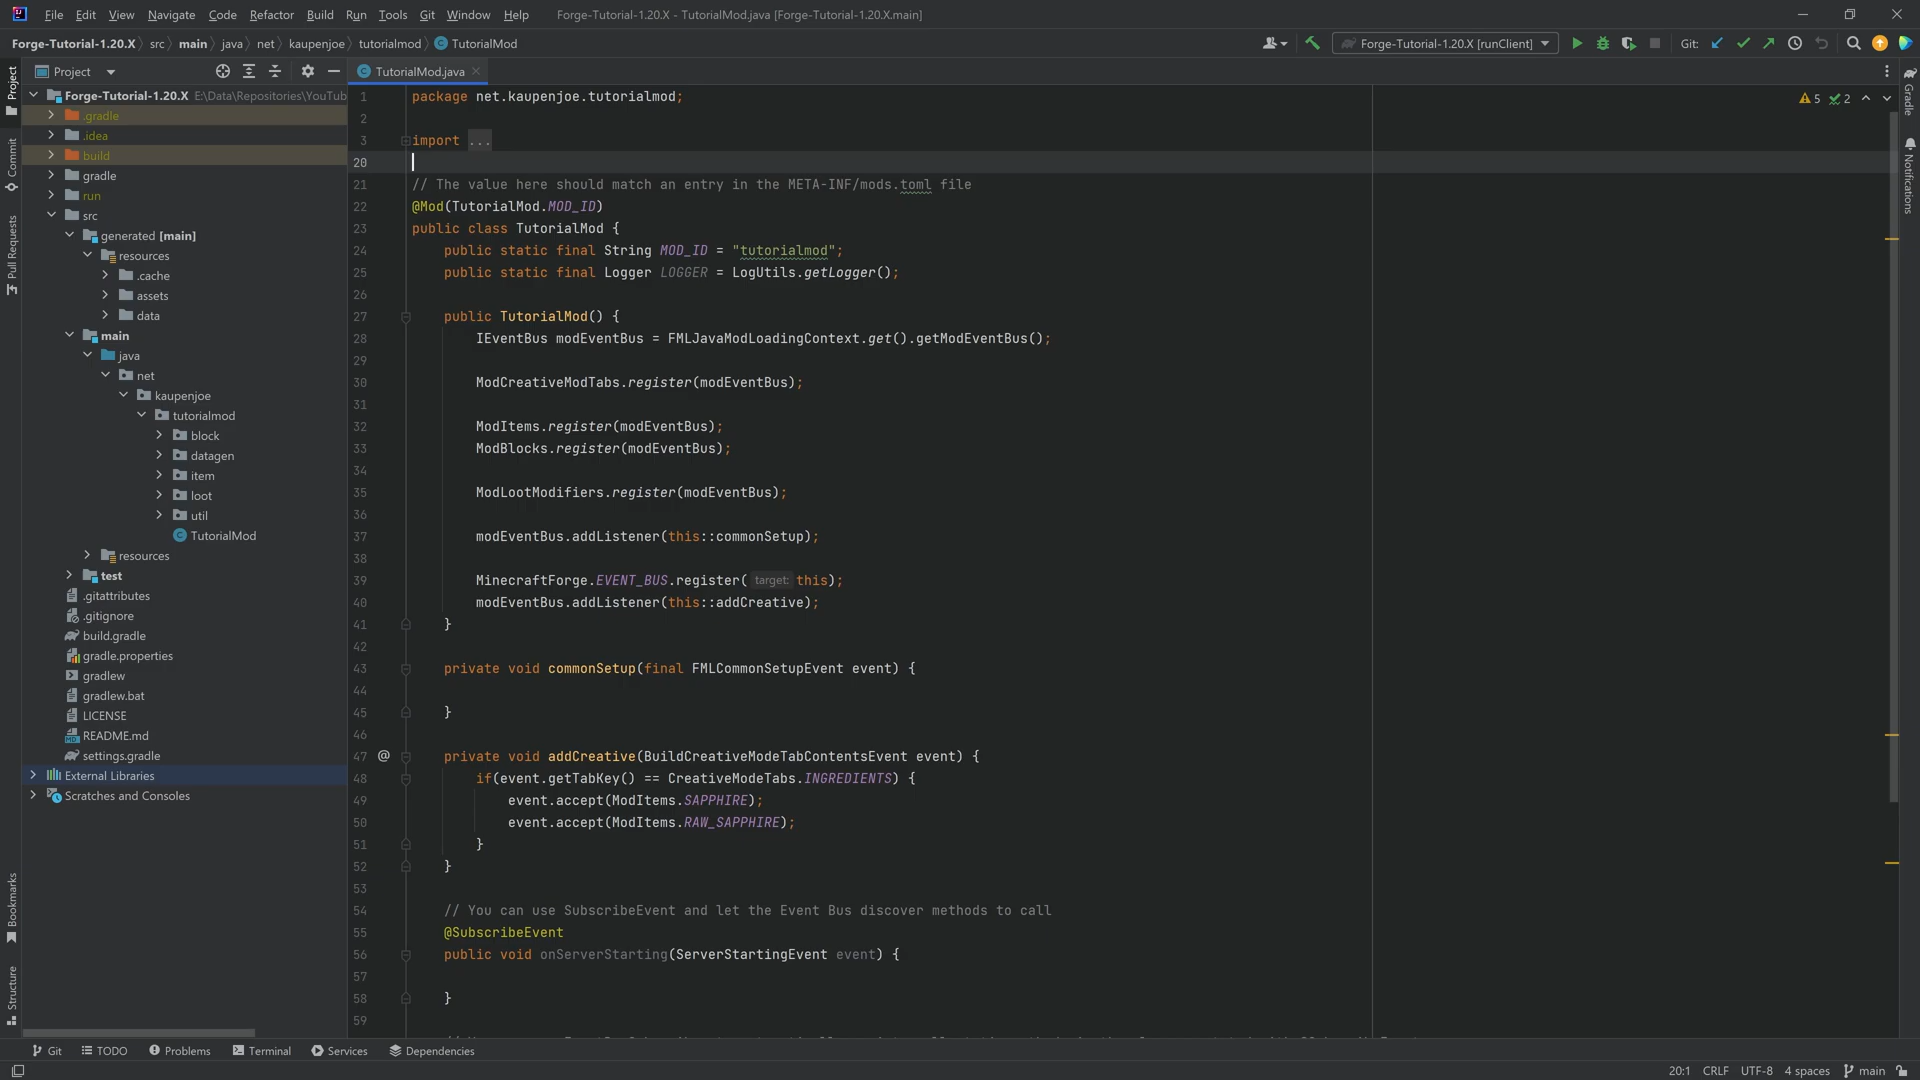 File Edit View Navigate Code Refactor Build Run Tools Git Window Help Forge-Tutorial-1.20.X - TutorialMod.java [Forge-Tutorial-1.20.X.main]
Forge-Tutorial-1.20.X src main java net kaupenjoe tutorialmod TutorialMod Forge-Tutorial-1.20.X [runClient] Git:
Project TutorialMod.java
Project
Commit
Pull Requests
Bookmarks
Structure
Forge-Tutorial-1.20.X E:\Data\Repositories\YouTub
.gradle
.idea
build
gradle
run
src
generated [main]
resources
.cache
assets
data
main
java
net
kaupenjoe
tutorialmod
block
datagen
item
loot
util
TutorialMod
resources
test
.gitattributes
.gitignore
build.gradle
gradle.properties
gradlew
gradlew.bat
LICENSE
README.md
settings.gradle
External Libraries
Scratches and Consoles
1 package net.kaupenjoe.tutorialmod;
2
3 import ...
20
21 // The value here should match an entry in the META-INF/mods.toml file
22 @Mod(TutorialMod.MOD_ID)
23 public class TutorialMod {
24 public static final String MOD_ID = "tutorialmod";
25 public static final Logger LOGGER = LogUtils.getLogger();
26
27 public TutorialMod() {
28 IEventBus modEventBus = FMLJavaModLoadingContext.get().getModEventBus();
29
30 ModCreativeModTabs.register(modEventBus);
31
32 ModItems.register(modEventBus);
33 ModBlocks.register(modEventBus);
34
35 ModLootModifiers.register(modEventBus);
36
37 modEventBus.addListener(this::commonSetup);
38
39 MinecraftForge.EVENT_BUS.register( target: this);
40 modEventBus.addListener(this::addCreative);
41 }
42
43 private void commonSetup(final FMLCommonSetupEvent event) {
44
45 }
46
47 @ private void addCreative(BuildCreativeModeTabContentsEvent event) {
48 if(event.getTabKey() == CreativeModeTabs.INGREDIENTS) {
49 event.accept(ModItems.SAPPHIRE);
50 event.accept(ModItems.RAW_SAPPHIRE);
51 }
52 }
53
54 // You can use SubscribeEvent and let the Event Bus discover methods to call
55 @SubscribeEvent
56 public void onServerStarting(ServerStartingEvent event) {
57
58 }
59
5 2
Gradle
Notifications
Git TODO Problems Terminal Services Dependencies
20:1 CRLF UTF-8 4 spaces main